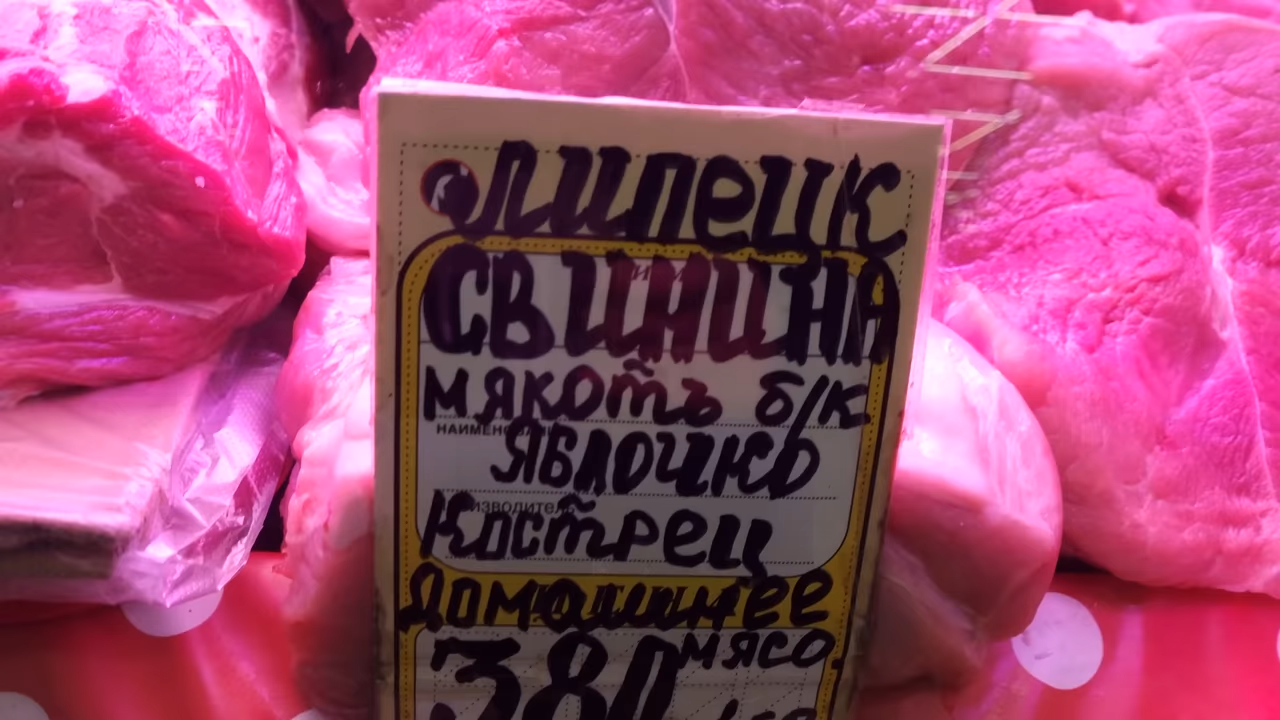 ЛИПЕЦК
СВИНИНА
МЯКОТЬ б/к
ЯБЛОЧКО
Кострец
Домашнее
мясо
380